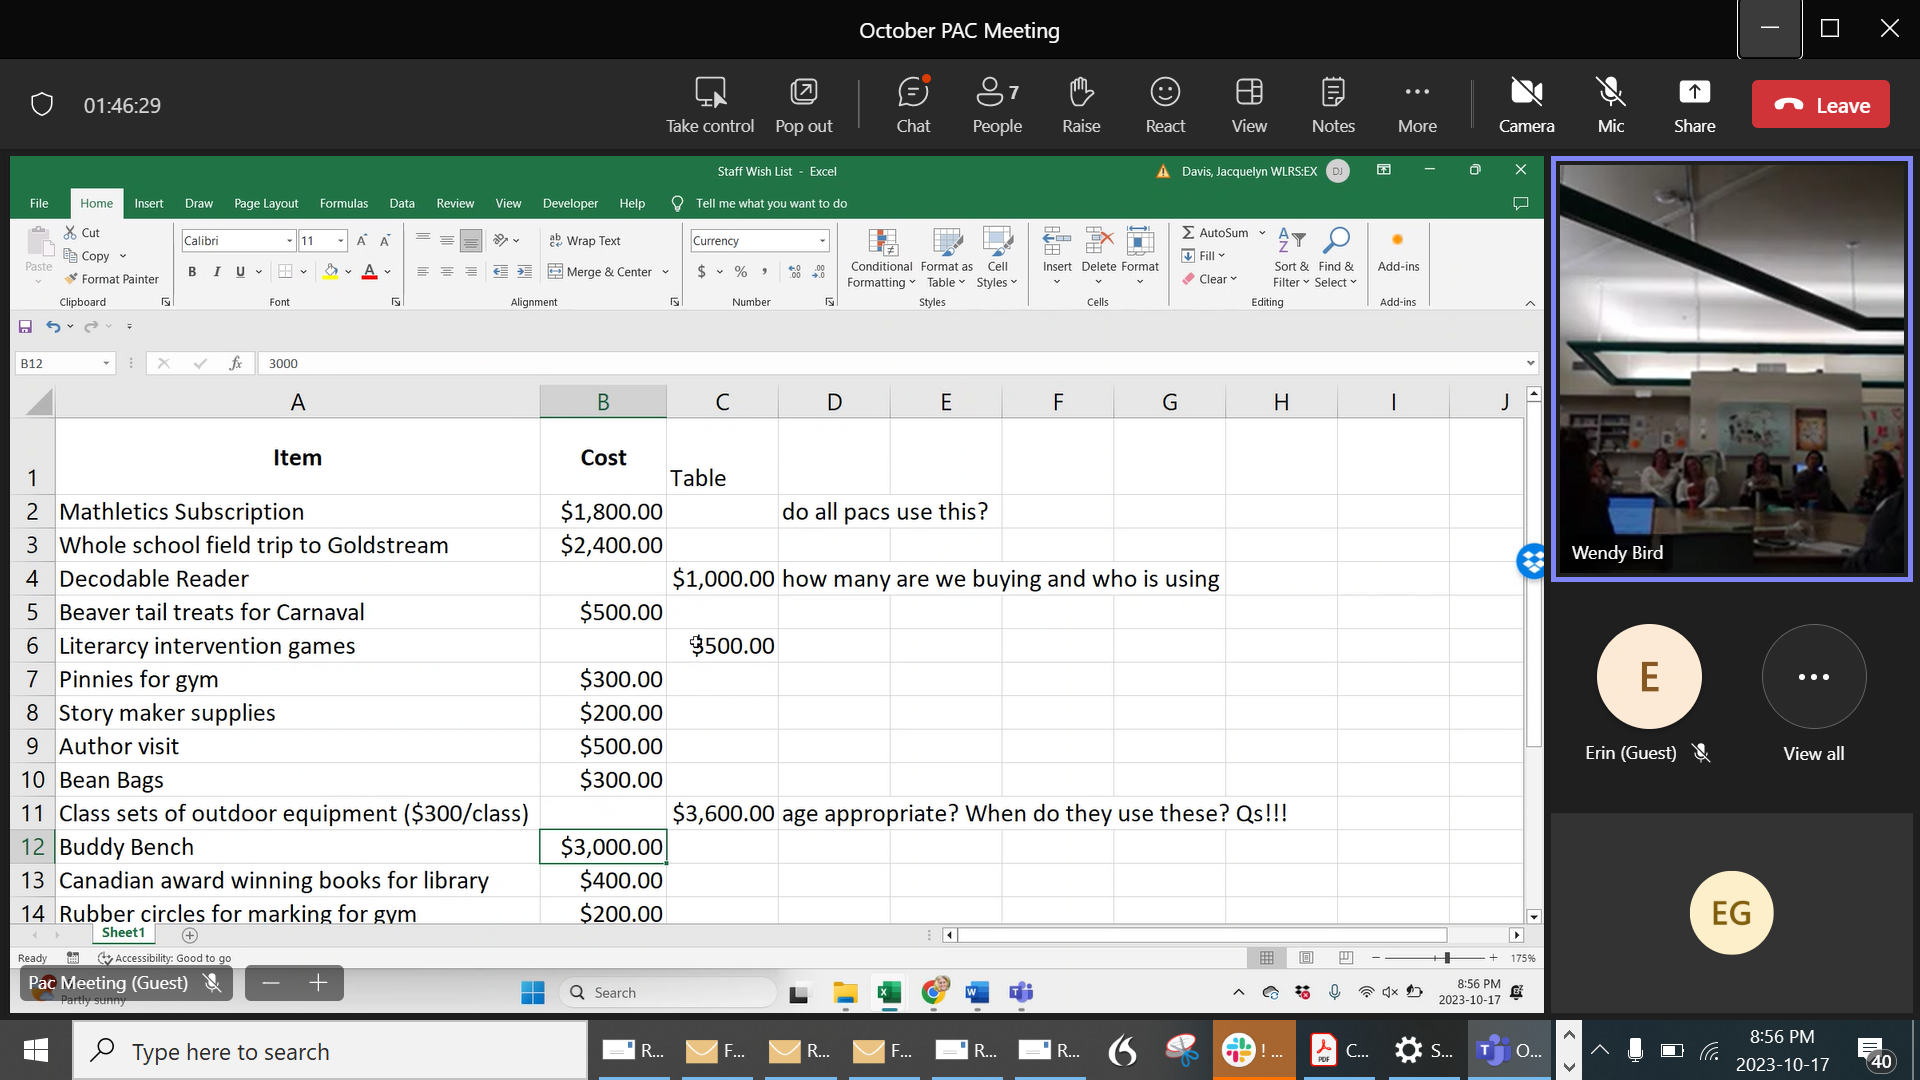 October PAC Meeting
01:46:29
Take control
Pop out
Chat
7
People
Raise
React
View
Notes
More
Camera
Mic
Share
Leave
Staff Wish List - Excel
Davis, Jacquelyn WLRS:EX
DJ
File Home Insert Draw Page Layout Formulas Data Review View Developer Help Tell me what you want to do
Paste
Cut
Copy
Format Painter
Clipboard
Calibri 11
B I U
Font
Wrap Text
Merge & Center
Alignment
Currency
$ % ,
Number
Conditional Formatting
Format as Table
Cell Styles
Styles
Insert Delete Format
Cells
AutoSum
Fill
Clear
Sort & Filter
Find & Select
Editing
Add-ins
Add-ins
B12 fx 3000
A B C D E F G H I J
1 Item Cost Table
2 Mathletics Subscription $1,800.00 do all pacs use this?
3 Whole school field trip to Goldstream $2,400.00
4 Decodable Reader $1,000.00 how many are we buying and who is using
5 Beaver tail treats for Carnaval $500.00
6 Literarcy intervention games $500.00
7 Pinnies for gym $300.00
8 Story maker supplies $200.00
9 Author visit $500.00
10 Bean Bags $300.00
11 Class sets of outdoor equipment ($300/class) $3,600.00 age appropriate? When do they use these? Qs!!!
12 Buddy Bench $3,000.00
13 Canadian award winning books for library $400.00
14 Rubber circles for marking for gym $200.00
Sheet1
Ready Accessibility: Good to go 175%
Pac Meeting (Guest)
Partly sunny
Search
8:56 PM
2023-10-17
Wendy Bird
E
Erin (Guest)
View all
EG
Type here to search
R...
F...
R...
F...
R...
R...
! ...
C...
S...
O...
8:56 PM
2023-10-17
40